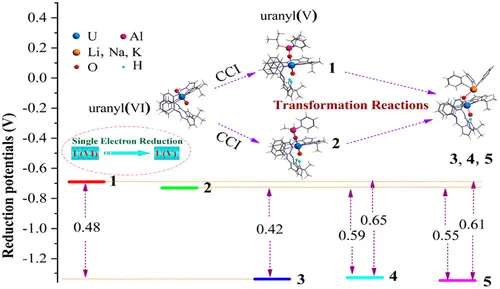 uranyl(V)
U
Al
Li, Na, K
O
H
CCI
1
uranyl(VI)
Transformation Reactions
CCI
2
3, 4, 5
Single Electron Reduction
U(VI)
U(V)
Reduction potentials (V)
0.4
0.2
0.0
-0.2
-0.4
-0.6
-0.8
-1.0
-1.2
1
2
0.48
0.42
0.59
0.65
0.55
0.61
3
4
5